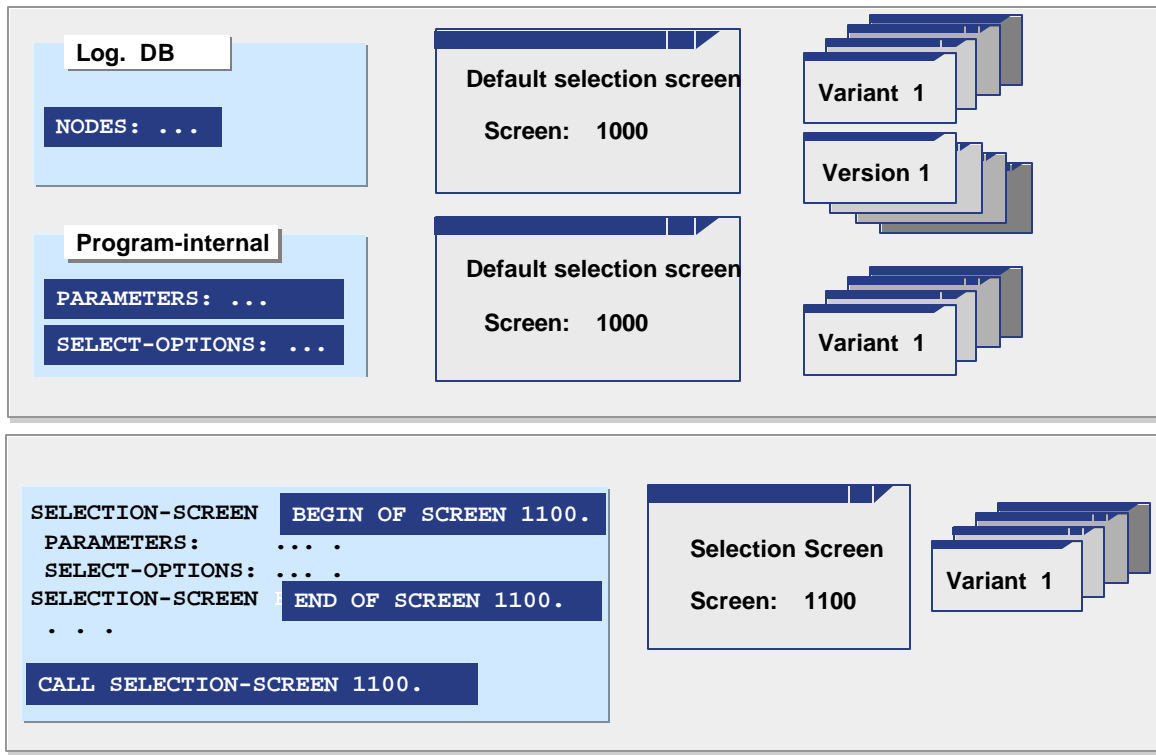 Log. DB
NODES: ...
Default selection screen
Screen: 1000
Variant 1
Version 1
Program-internal
PARAMETERS: ...
SELECT-OPTIONS: ...
Default selection screen
Screen: 1000
Variant 1
SELECTION-SCREEN BEGIN OF SCREEN 1100.
PARAMETERS: ... .
SELECT-OPTIONS: ... .
SELECTION-SCREEN END OF SCREEN 1100.
. . .
CALL SELECTION-SCREEN 1100.
Selection Screen
Screen: 1100
Variant 1